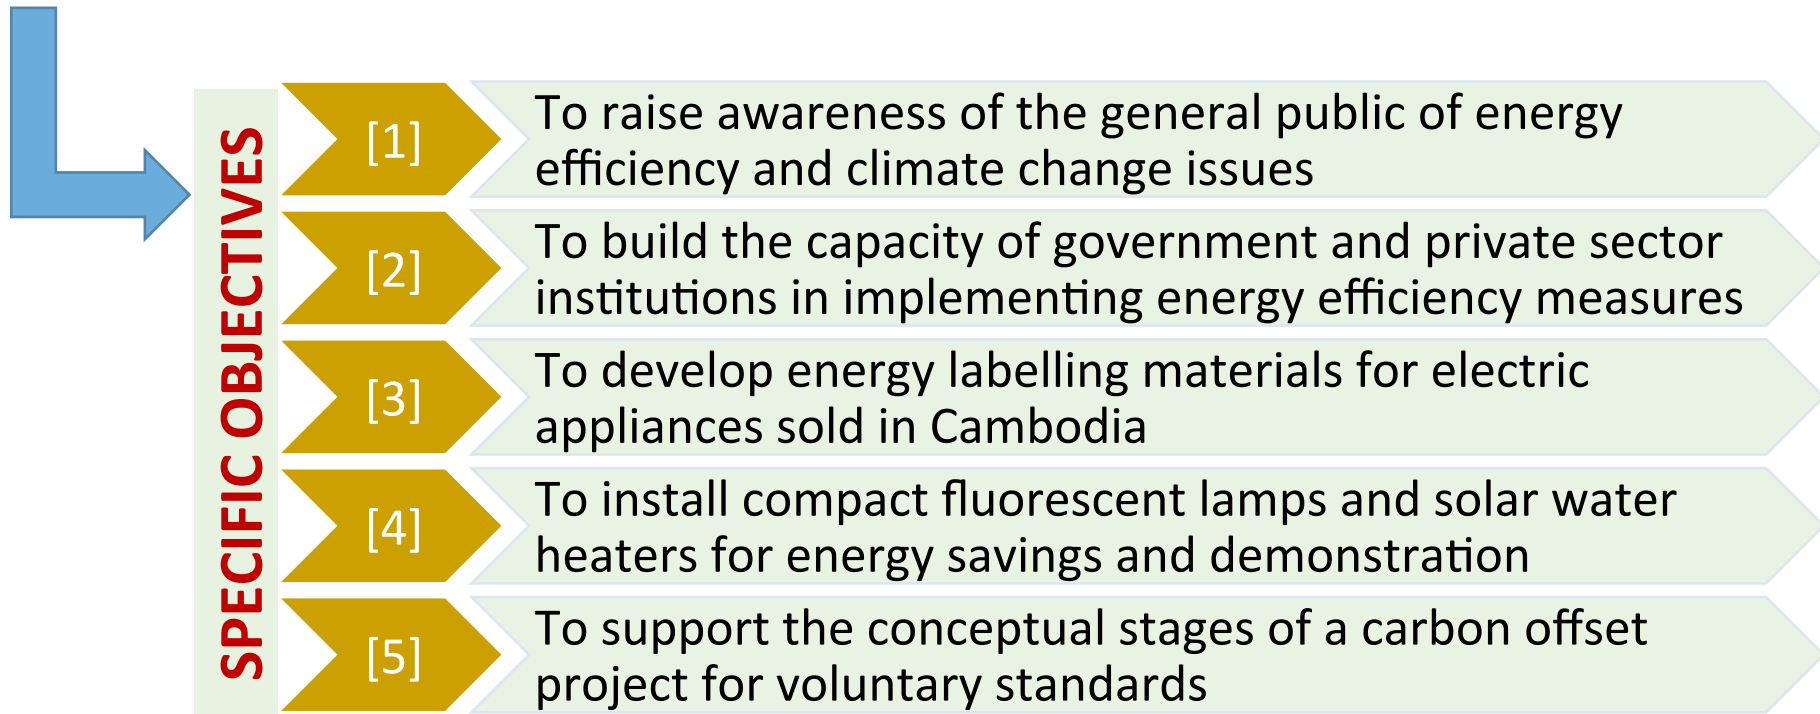 SPECIFIC OBJECTIVES
[1]
To raise awareness of the general public of energy
efficiency and climate change issues
[2]
To build the capacity of government and private sector
institutions in implementing energy efficiency measures
[3]
To develop energy labelling materials for electric
appliances sold in Cambodia
[4]
To install compact fluorescent lamps and solar water
heaters for energy savings and demonstration
[5]
To support the conceptual stages of a carbon offset
project for voluntary standards